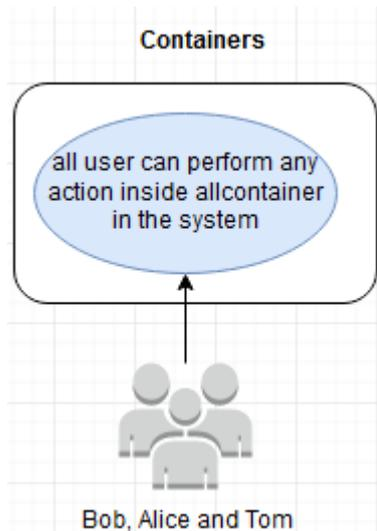 Containers
all user can perform any
action inside allcontainer
in the system
Bob, Alice and Tom